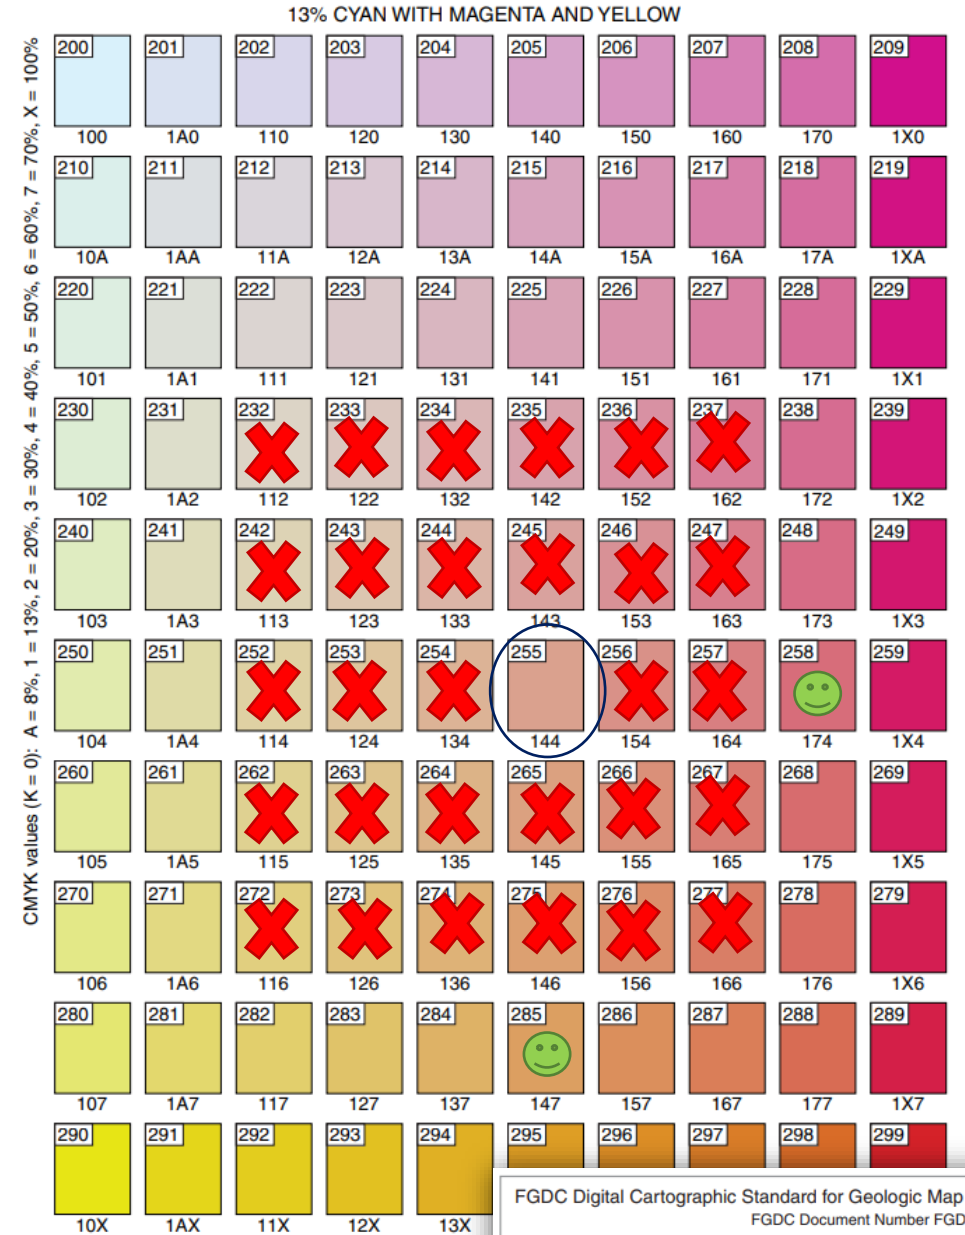 13% CYAN WITH MAGENTA AND YELLOW
CMYK values (K = 0): A = 8%, 1 = 13%, 2 = 20%, 3 = 30%, 4 = 40%, 5 = 50%, 6 = 60%, 7 = 70%, X = 100%
200 201 202 203 204 205 206 207 208 209
100 1A0 110 120 130 140 150 160 170 1X0
210 211 212 213 214 215 216 217 218 219
10A 1AA 11A 12A 13A 14A 15A 16A 17A 1XA
220 221 222 223 224 225 226 227 228 229
101 1A1 111 121 131 141 151 161 171 1X1
230 231 232 233 234 235 236 237 238 239
102 1A2 112 122 132 142 152 162 172 1X2
240 241 242 243 244 245 246 247 248 249
103 1A3 113 123 133 143 153 163 173 1X3
250 251 252 253 254 255 256 257 258 259
104 1A4 114 124 134 144 154 164 174 1X4
260 261 262 263 264 265 266 267 268 269
105 1A5 115 125 135 145 155 165 175 1X5
270 271 272 273 274 275 276 277 278 279
106 1A6 116 126 136 146 156 166 176 1X6
280 281 282 283 284 285 286 287 288 289
107 1A7 117 127 137 147 157 167 177 1X7
290 291 292 293 294 295 296 297 298 299
10X 1AX 11X 12X 13X
FGDC Digital Cartographic Standard for Geologic Map
FGDC Document Number FGD